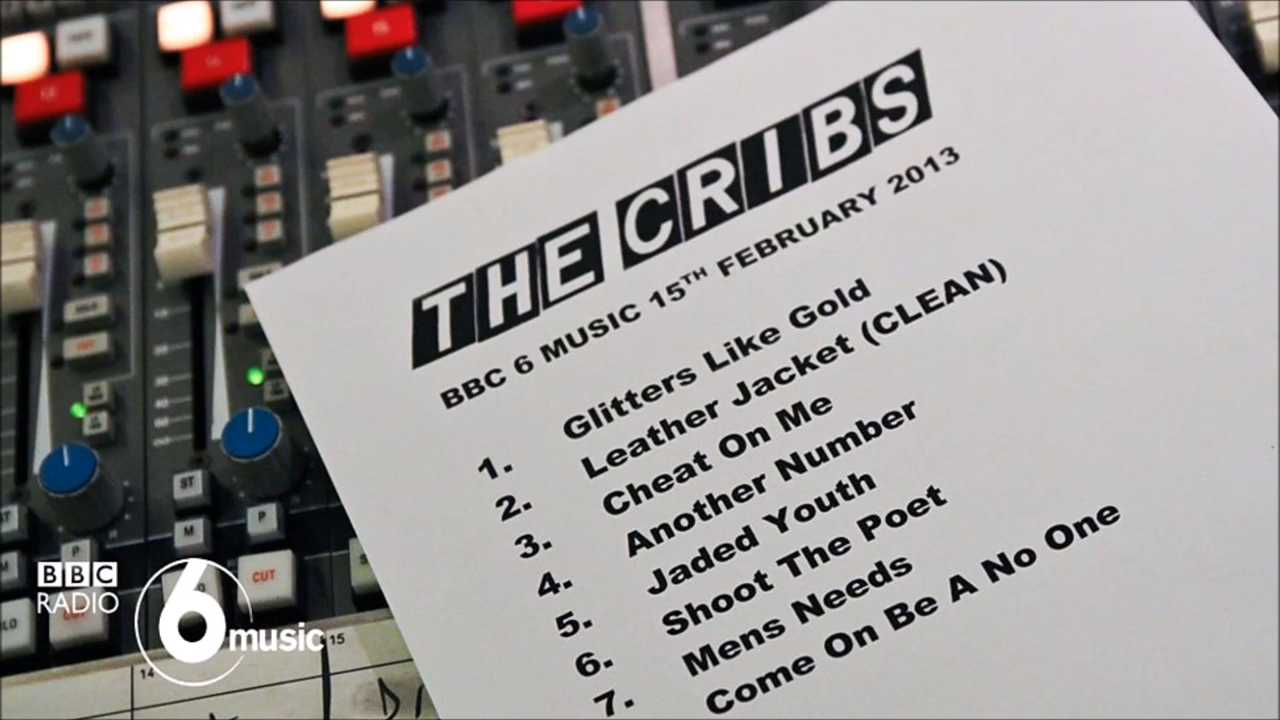 THE CRIBS
BBC 6 MUSIC 15TH FEBRUARY 2013
1. Glitters Like Gold
2. Leather Jacket (CLEAN)
3. Cheat On Me
4. Another Number
5. Jaded Youth
6. Shoot The Poet
7. Mens Needs
Come On Be A No One
ST
P
M
P
CUT
BBC
RADIO
6music
14
15